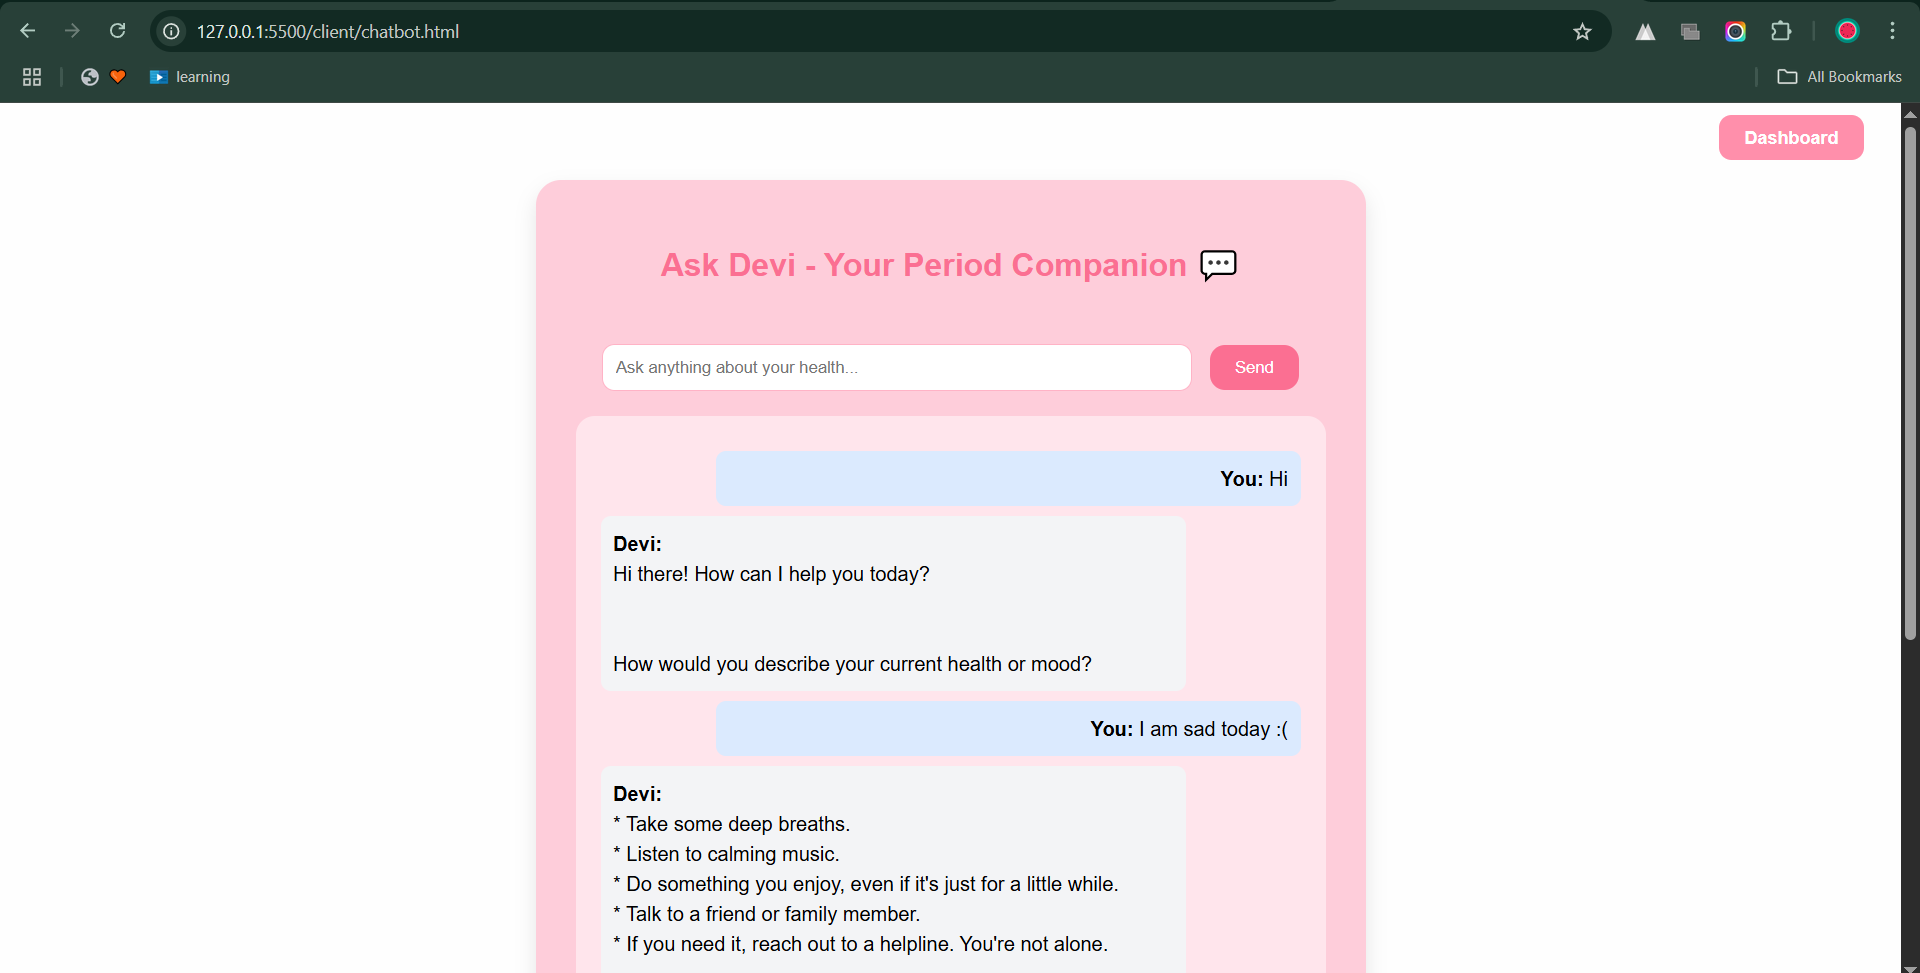 127.0.0.1:5500/client/chatbot.html
learning
All Bookmarks
Dashboard
Ask Devi - Your Period Companion 💬
Ask anything about your health...
Send
You: Hi
Devi:
Hi there! How can I help you today?
How would you describe your current health or mood?
You: I am sad today :(
Devi:
* Take some deep breaths.
* Listen to calming music.
* Do something you enjoy, even if it's just for a little while.
* Talk to a friend or family member.
* If you need it, reach out to a helpline. You're not alone.